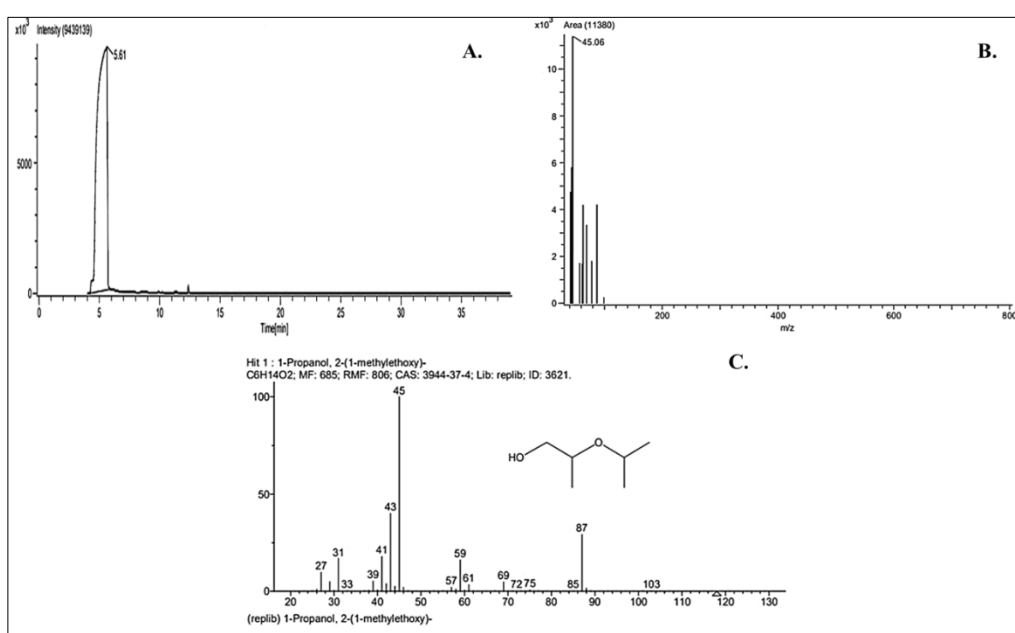 x10³ Intensity (9439139)
A.
5.61
5000
0
0 5 10 15 20 25 30 35
Time[min]
x10³ Area (11380)
B.
45.06
10
8
6
4
2
0
200 400 600 800
m/z
C.
Hit 1 : 1-Propanol, 2-(1-methylethoxy)-
C6H14O2; MF: 685; RMF: 806; CAS: 3944-37-4; Lib: replib; ID: 3621.
100
50
0
45
43
41
39
27
31
33
57
59
61
69
72
75
85
87
103
HO
O
20 30 40 50 60 70 80 90 100 110 120 130
(replib) 1-Propanol, 2-(1-methylethoxy)-